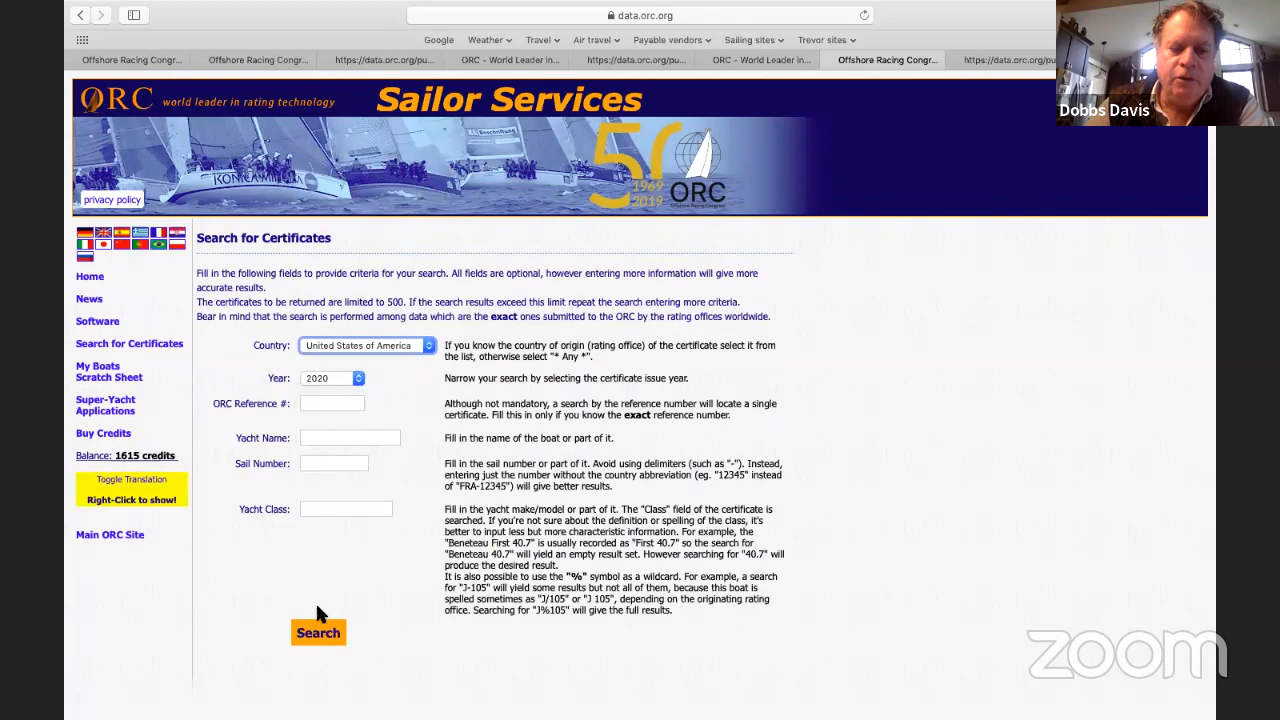 data.orc.org
Google Weather Travel Air travel Payable vendors Sailing sites Trevor sites
Offshore Racing Congr... Offshore Racing Congr... https://data.orc.org/pu... ORC - World Leader in... https://data.orc.org/pu... ORC - World Leader in... Offshore Racing Congr... https://data.orc.org/pu
Dobbs Davis
ORC world leader in rating technology Sailor Services
50
1969
2019
ORC
Offshore Racing Congress
privacy policy
Home
News
Software
Search for Certificates
My Boats
Scratch Sheet
Super-Yacht
Applications
Buy Credits
Balance: 1615 credits
Toggle Translation
Right-Click to show!
Main ORC Site
Search for Certificates
Fill in the following fields to provide criteria for your search. All fields are optional, however entering more information will give more
accurate results.
The certificates to be returned are limited to 500. If the search results exceed this limit repeat the search entering more criteria.
Bear in mind that the search is performed among data which are the exact ones submitted to the ORC by the rating offices worldwide.
Country: United States of America If you know the country of origin (rating office) of the certificate select it from
the list, otherwise select "* Any *".
Year: 2020 Narrow your search by selecting the certificate issue year.
ORC Reference #: Although not mandatory, a search by the reference number will locate a single
certificate. Fill this in only if you know the exact reference number.
Yacht Name: Fill in the name of the boat or part of it.
Sail Number: Fill in the sail number or part of it. Avoid using delimiters (such as "-"). Instead,
entering just the number without the country abbreviation (eg. "12345" instead
of "FRA-12345") will give better results.
Yacht Class: Fill in the yacht make/model or part of it. The "Class" field of the certificate is
searched. If you're not sure about the definition or spelling of the class, it's
better to input less but more characteristic information. For example, the
"Beneteau First 40.7" is usually recorded as "First 40.7" so the search for
"Beneteau 40.7" will yield an empty result set. However searching for "40.7" will
produce the desired result.
It is also possible to use the "%" symbol as a wildcard. For example, a search
for "J-105" will yield some results but not all of them, because this boat is
spelled sometimes as "J/105" or "J 105", depending on the originating rating
office. Searching for "J%105" will give the full results.
Search
zoom